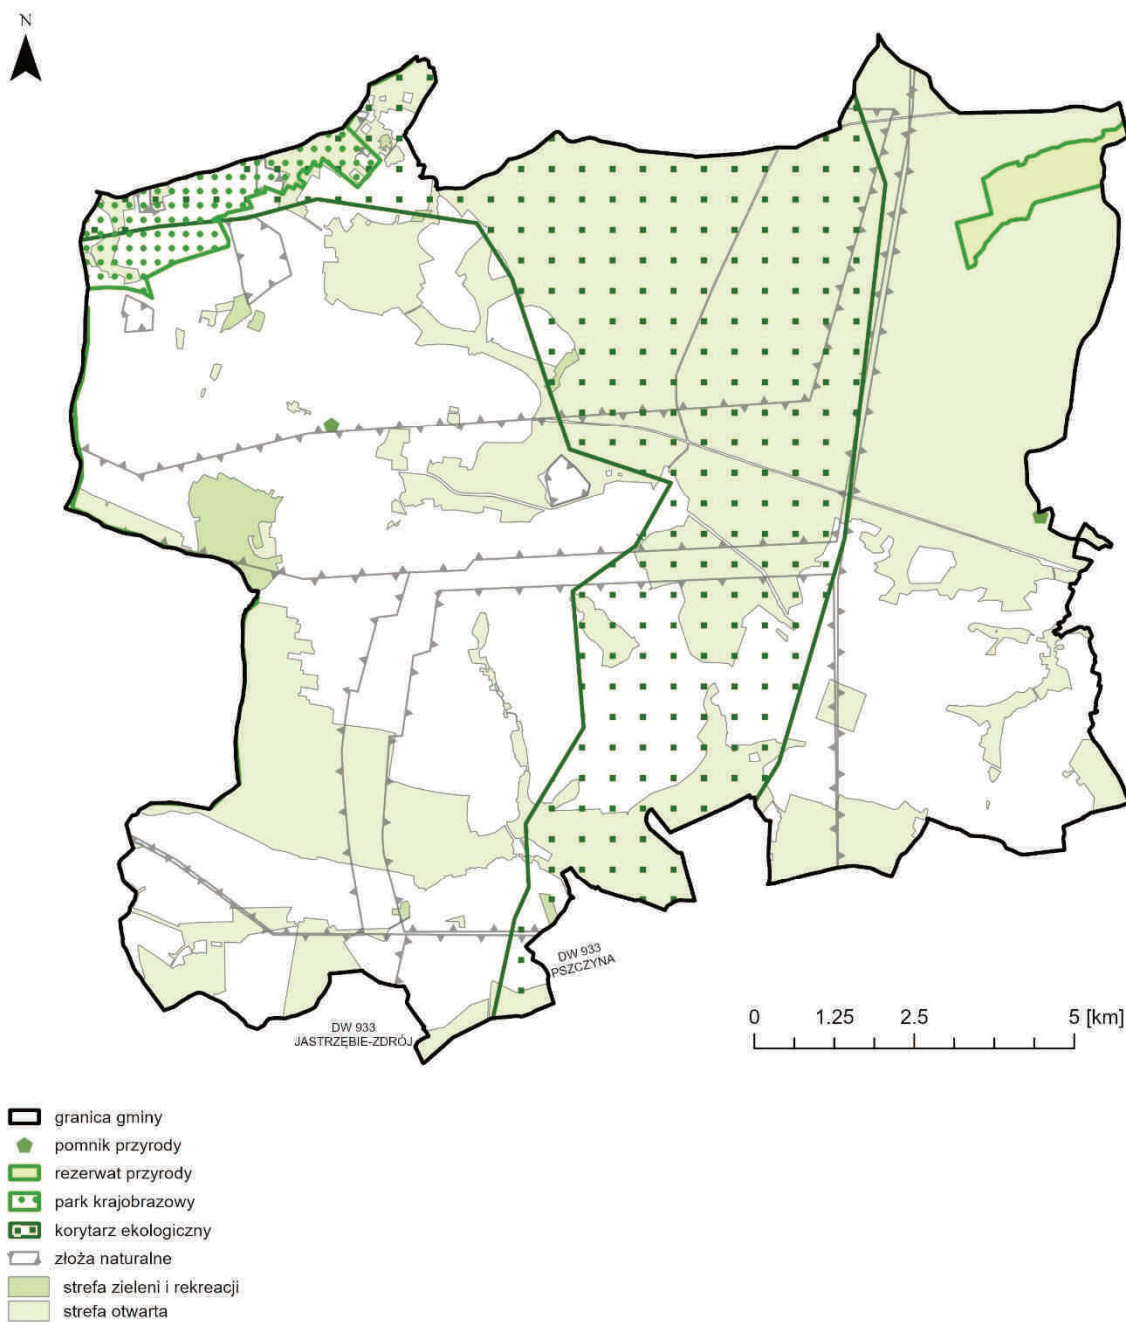 N
DW 933
PSZCZYNA
DW 933
JASTRZĘBIE-ZDRÓJ
0 1.25 2.5 5 [km]
granica gminy
pomnik przyrody
rezerwat przyrody
park krajobrazowy
korytarz ekologiczny
złoża naturalne
strefa zieleni i rekreacji
strefa otwarta